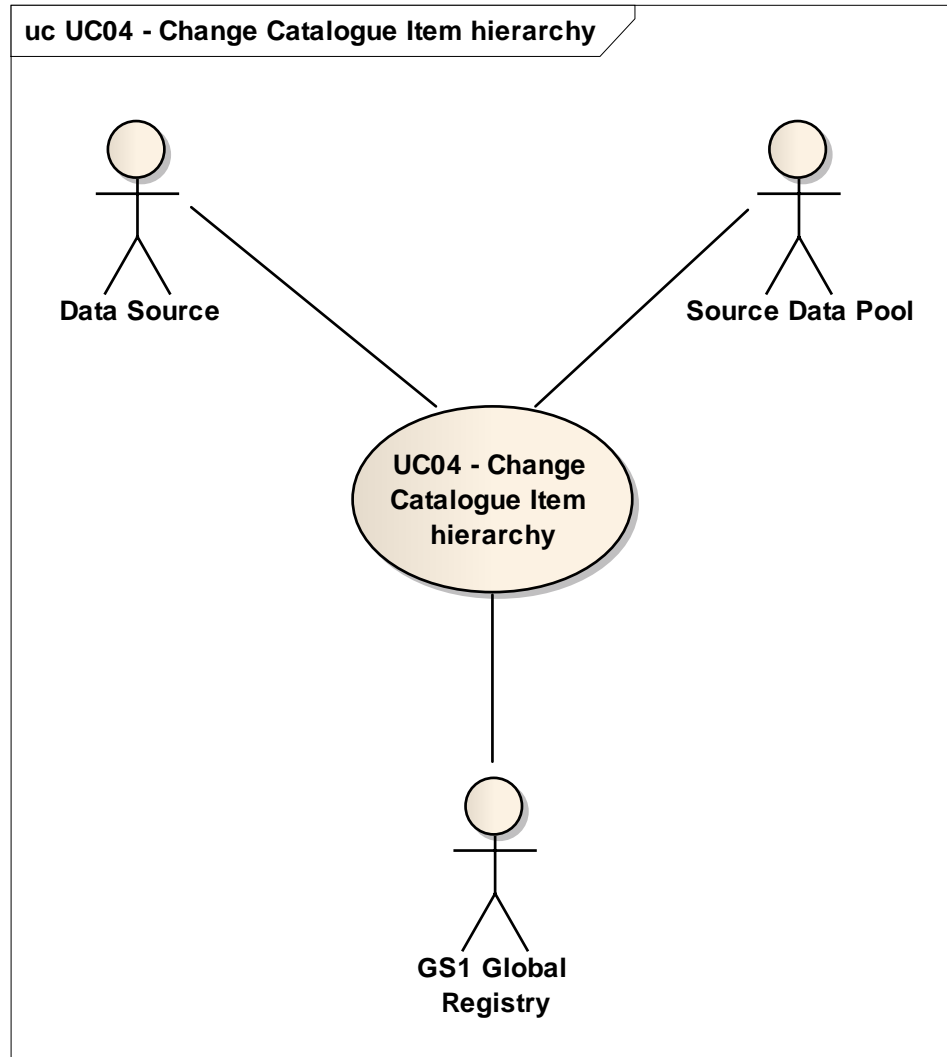 uc UC04 - Change Catalogue Item hierarchy
Data Source
Source Data Pool
UC04 - Change
Catalogue Item
hierarchy
GS1 Global
Registry